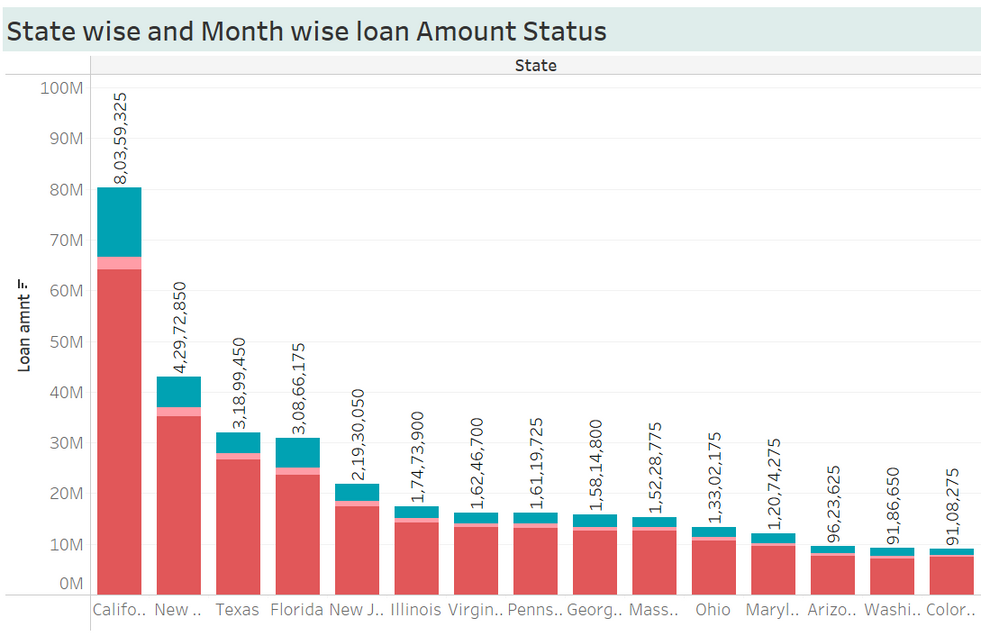 State wise and Month wise loan Amount Status
State
Loan amnt
100M
90M
80M
70M
60M
50M
40M
30M
20M
10M
0M
8,03,59,325
4,29,72,850
3,18,99,450
3,08,66,175
2,19,30,050
1,74,73,900
1,62,46,700
1,61,19,725
1,58,14,800
1,52,28,775
1,33,02,175
1,20,74,275
96,23,625
91,86,650
91,08,275
Califo.. New .. Texas Florida New J.. Illinois Virgin.. Penns.. Georg.. Mass.. Ohio Maryl.. Arizo.. Washi.. Color..